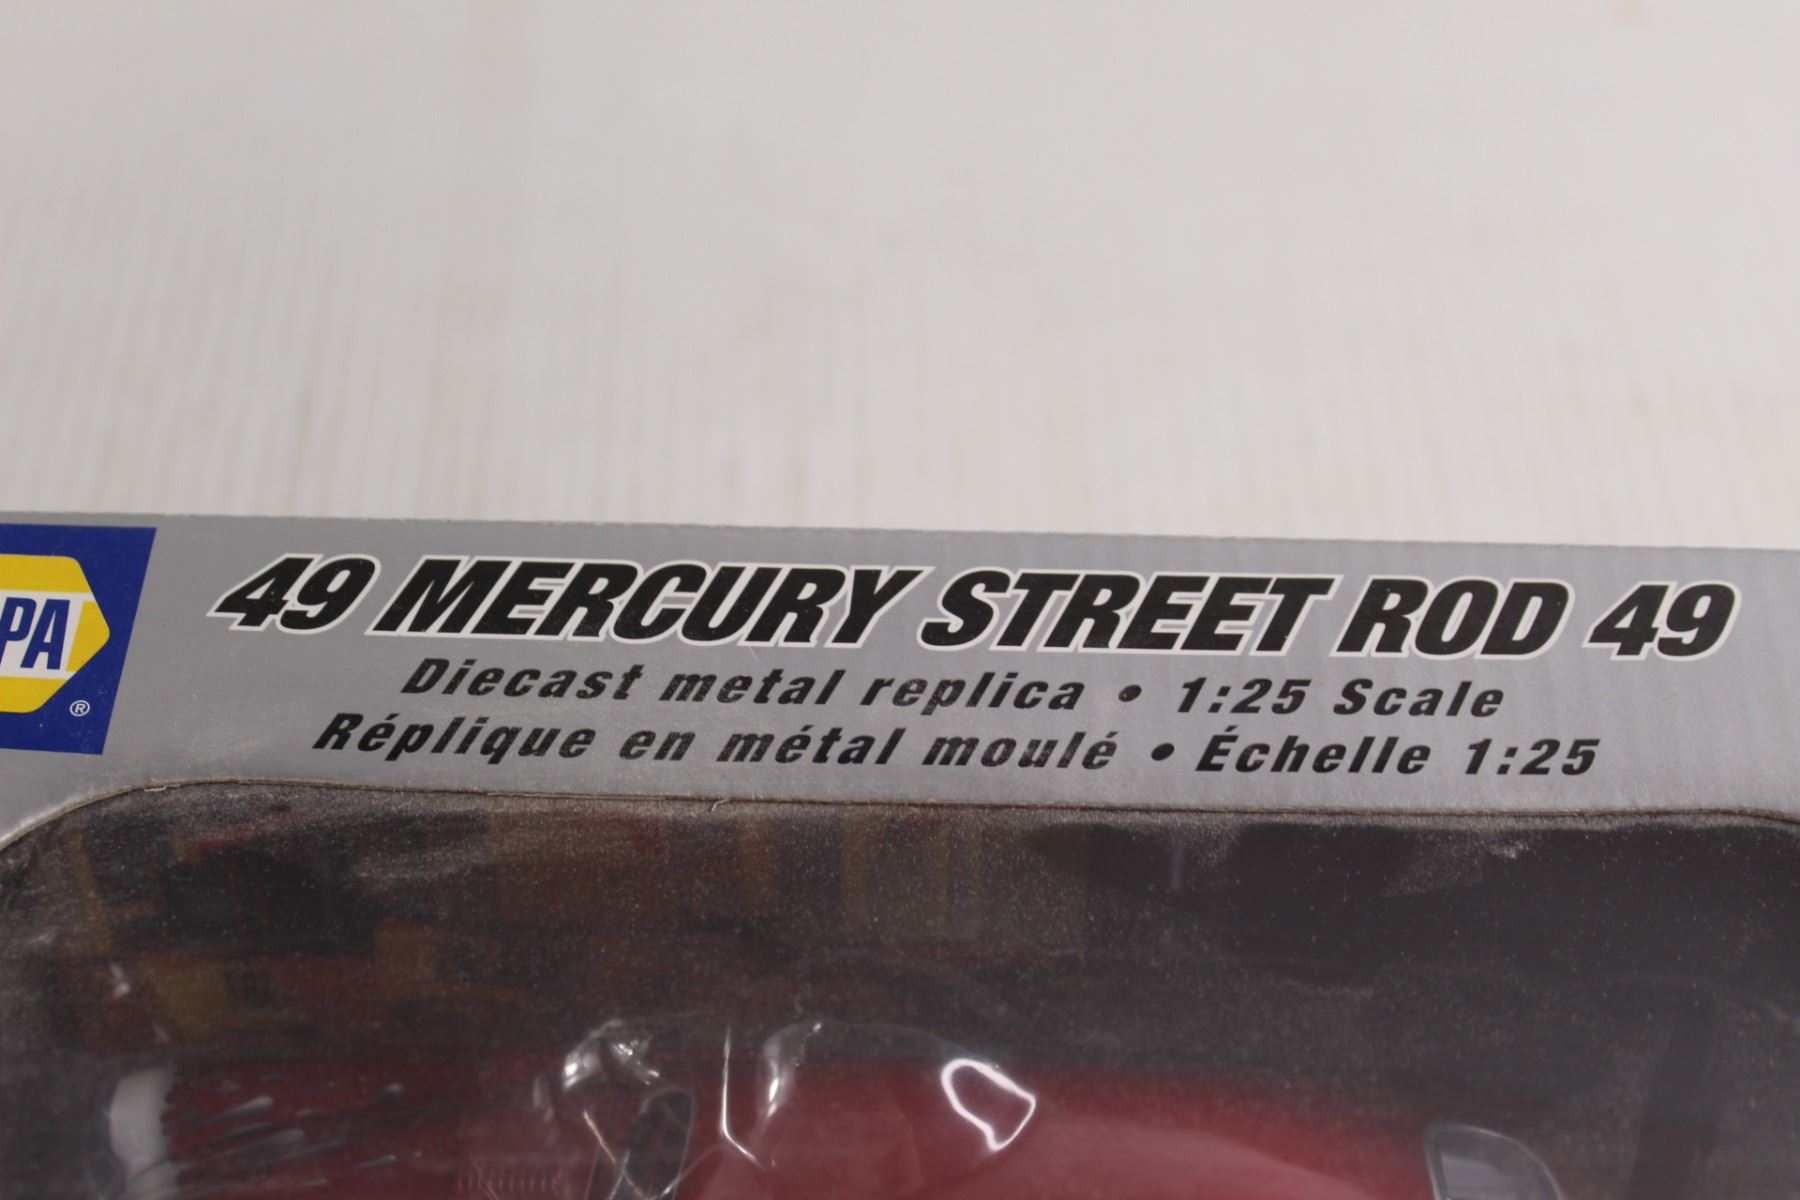 PA
®
49 MERCURY STREET ROD 49
Diecast metal replica • 1:25 Scale
Réplique en métal moulé • Échelle 1:25